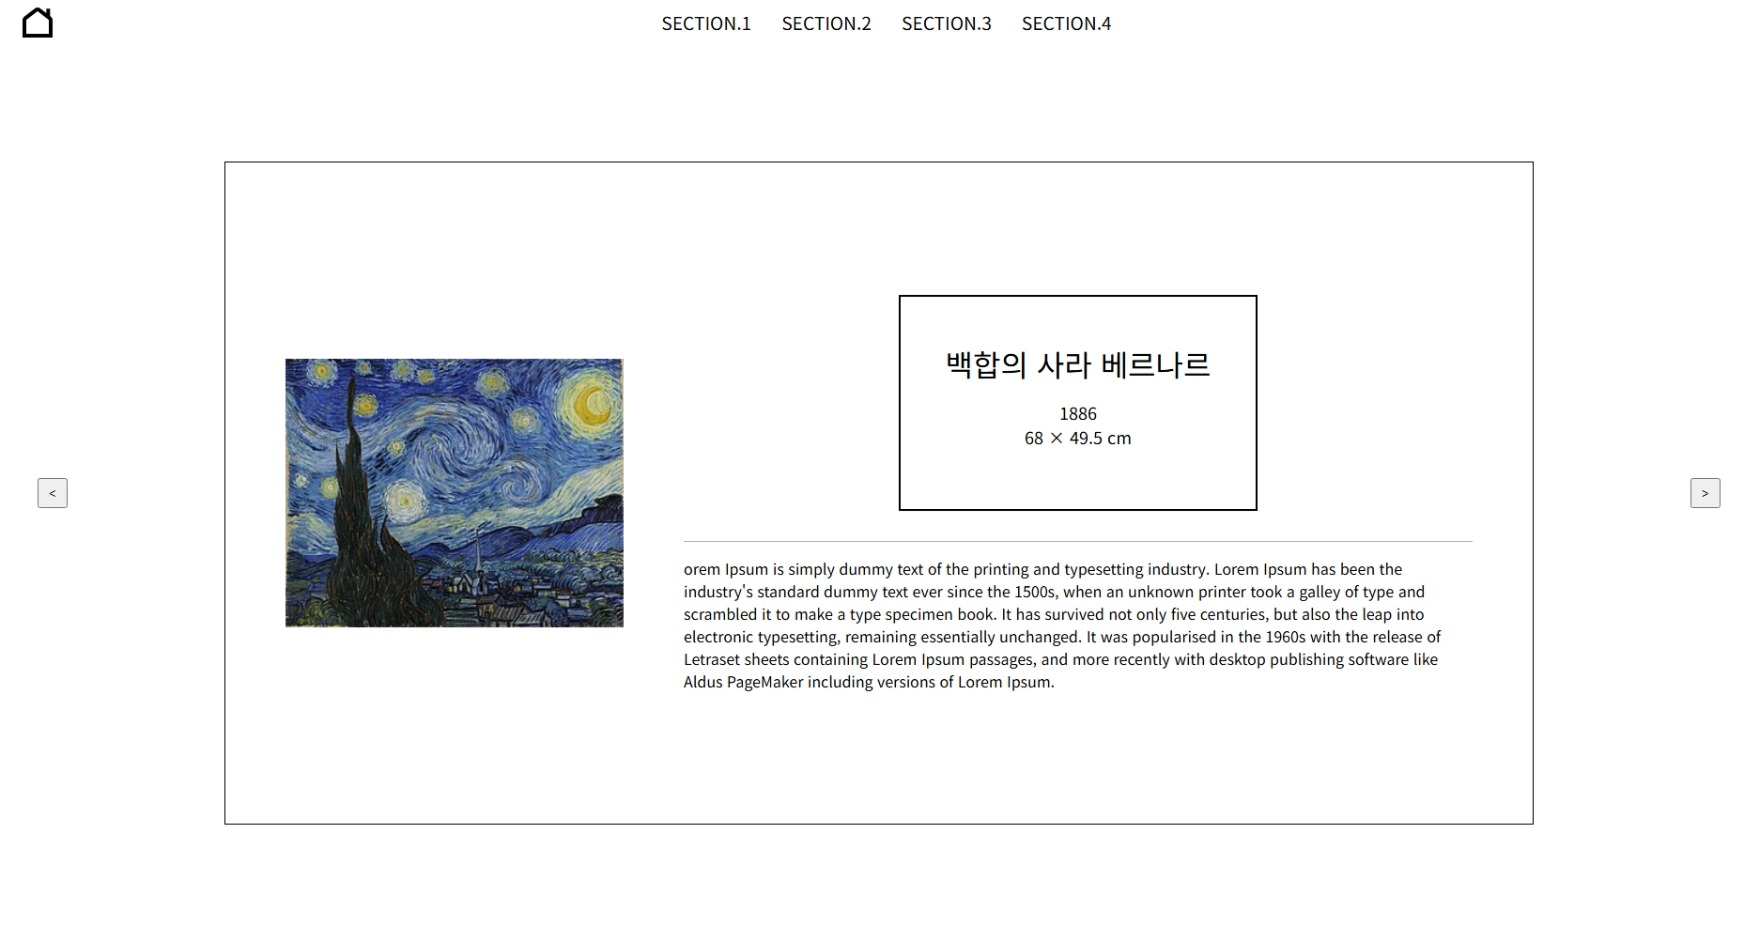 SECTION.1 SECTION.2 SECTION.3 SECTION.4
백합의 사라 베르나르
1886
68 × 49.5 cm
<
>
orem Ipsum is simply dummy text of the printing and typesetting industry. Lorem Ipsum has been the
industry's standard dummy text ever since the 1500s, when an unknown printer took a galley of type and
scrambled it to make a type specimen book. It has survived not only five centuries, but also the leap into
electronic typesetting, remaining essentially unchanged. It was popularised in the 1960s with the release of
Letraset sheets containing Lorem Ipsum passages, and more recently with desktop publishing software like
Aldus PageMaker including versions of Lorem Ipsum.